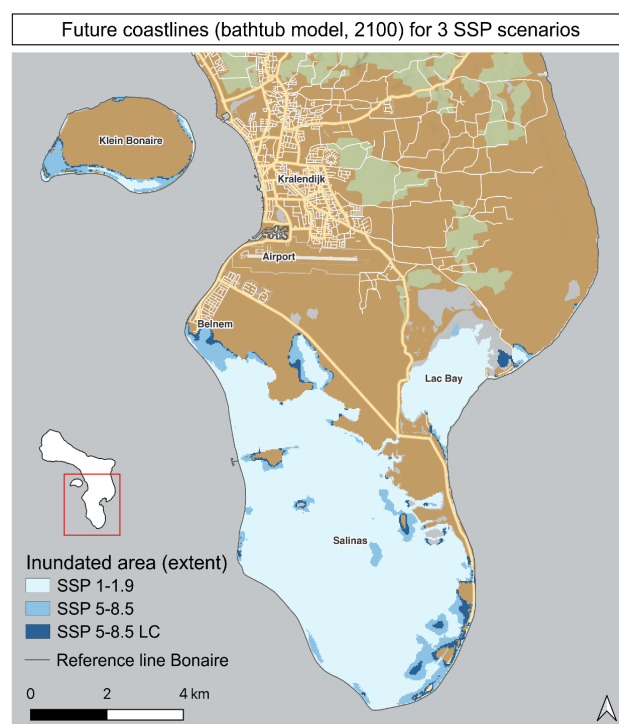 Future coastlines (bathtub model, 2100) for 3 SSP scenarios
Klein Bonaire
Kralendijk
Airport
Belnem
Lac Bay
Salinas
Inundated area (extent)
SSP 1-1.9
SSP 5-8.5
SSP 5-8.5 LC
Reference line Bonaire
0 2 4 km